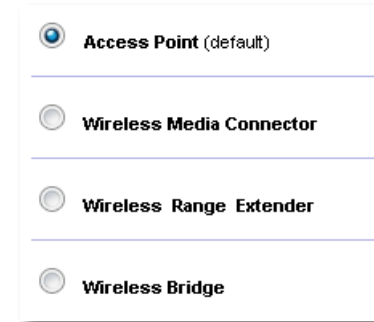 Access Point (default)
Wireless Media Connector
Wireless Range Extender
Wireless Bridge